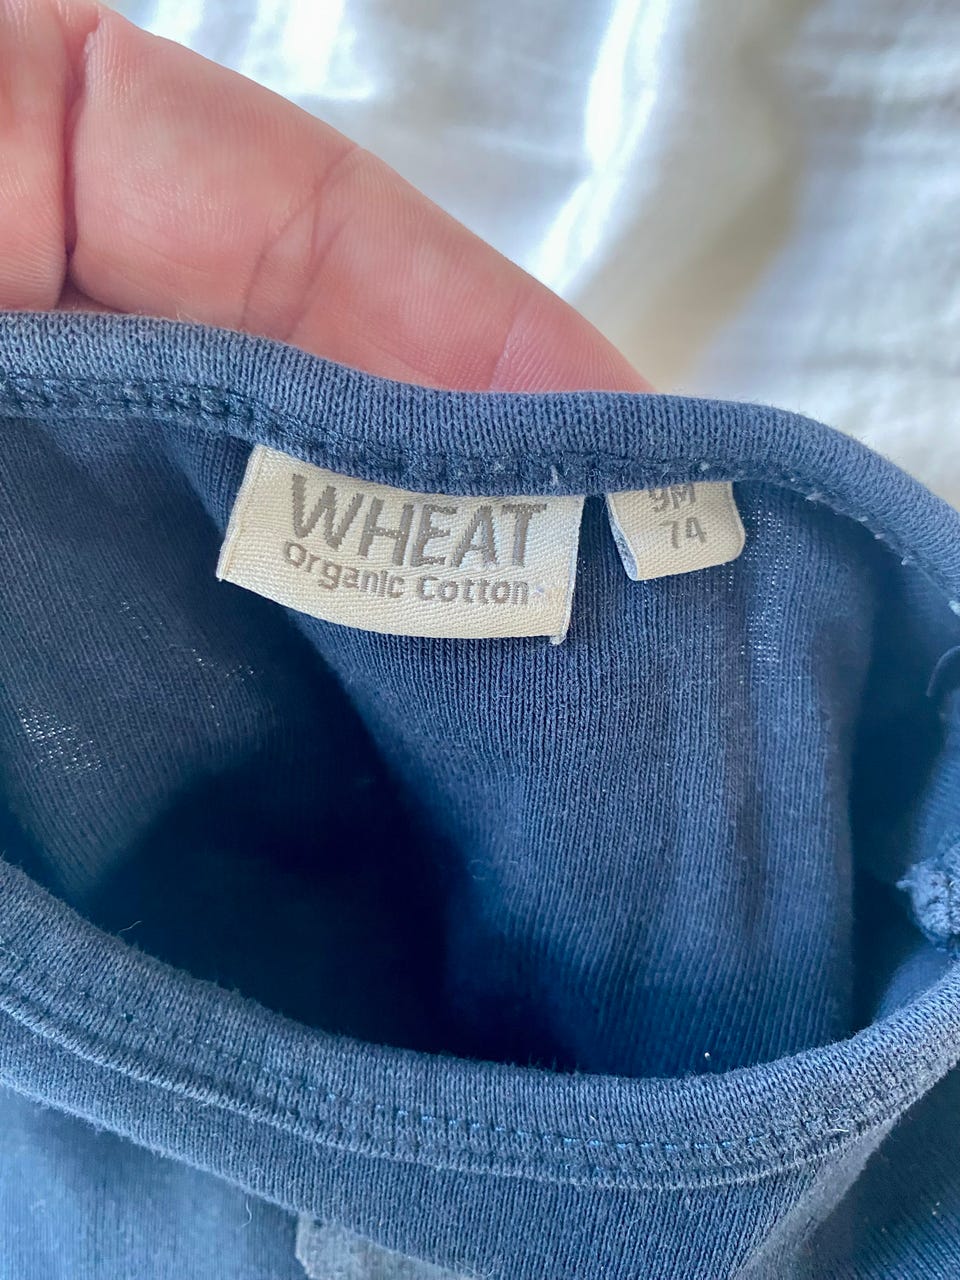 WHEAT
Organic Cotton
9M
74